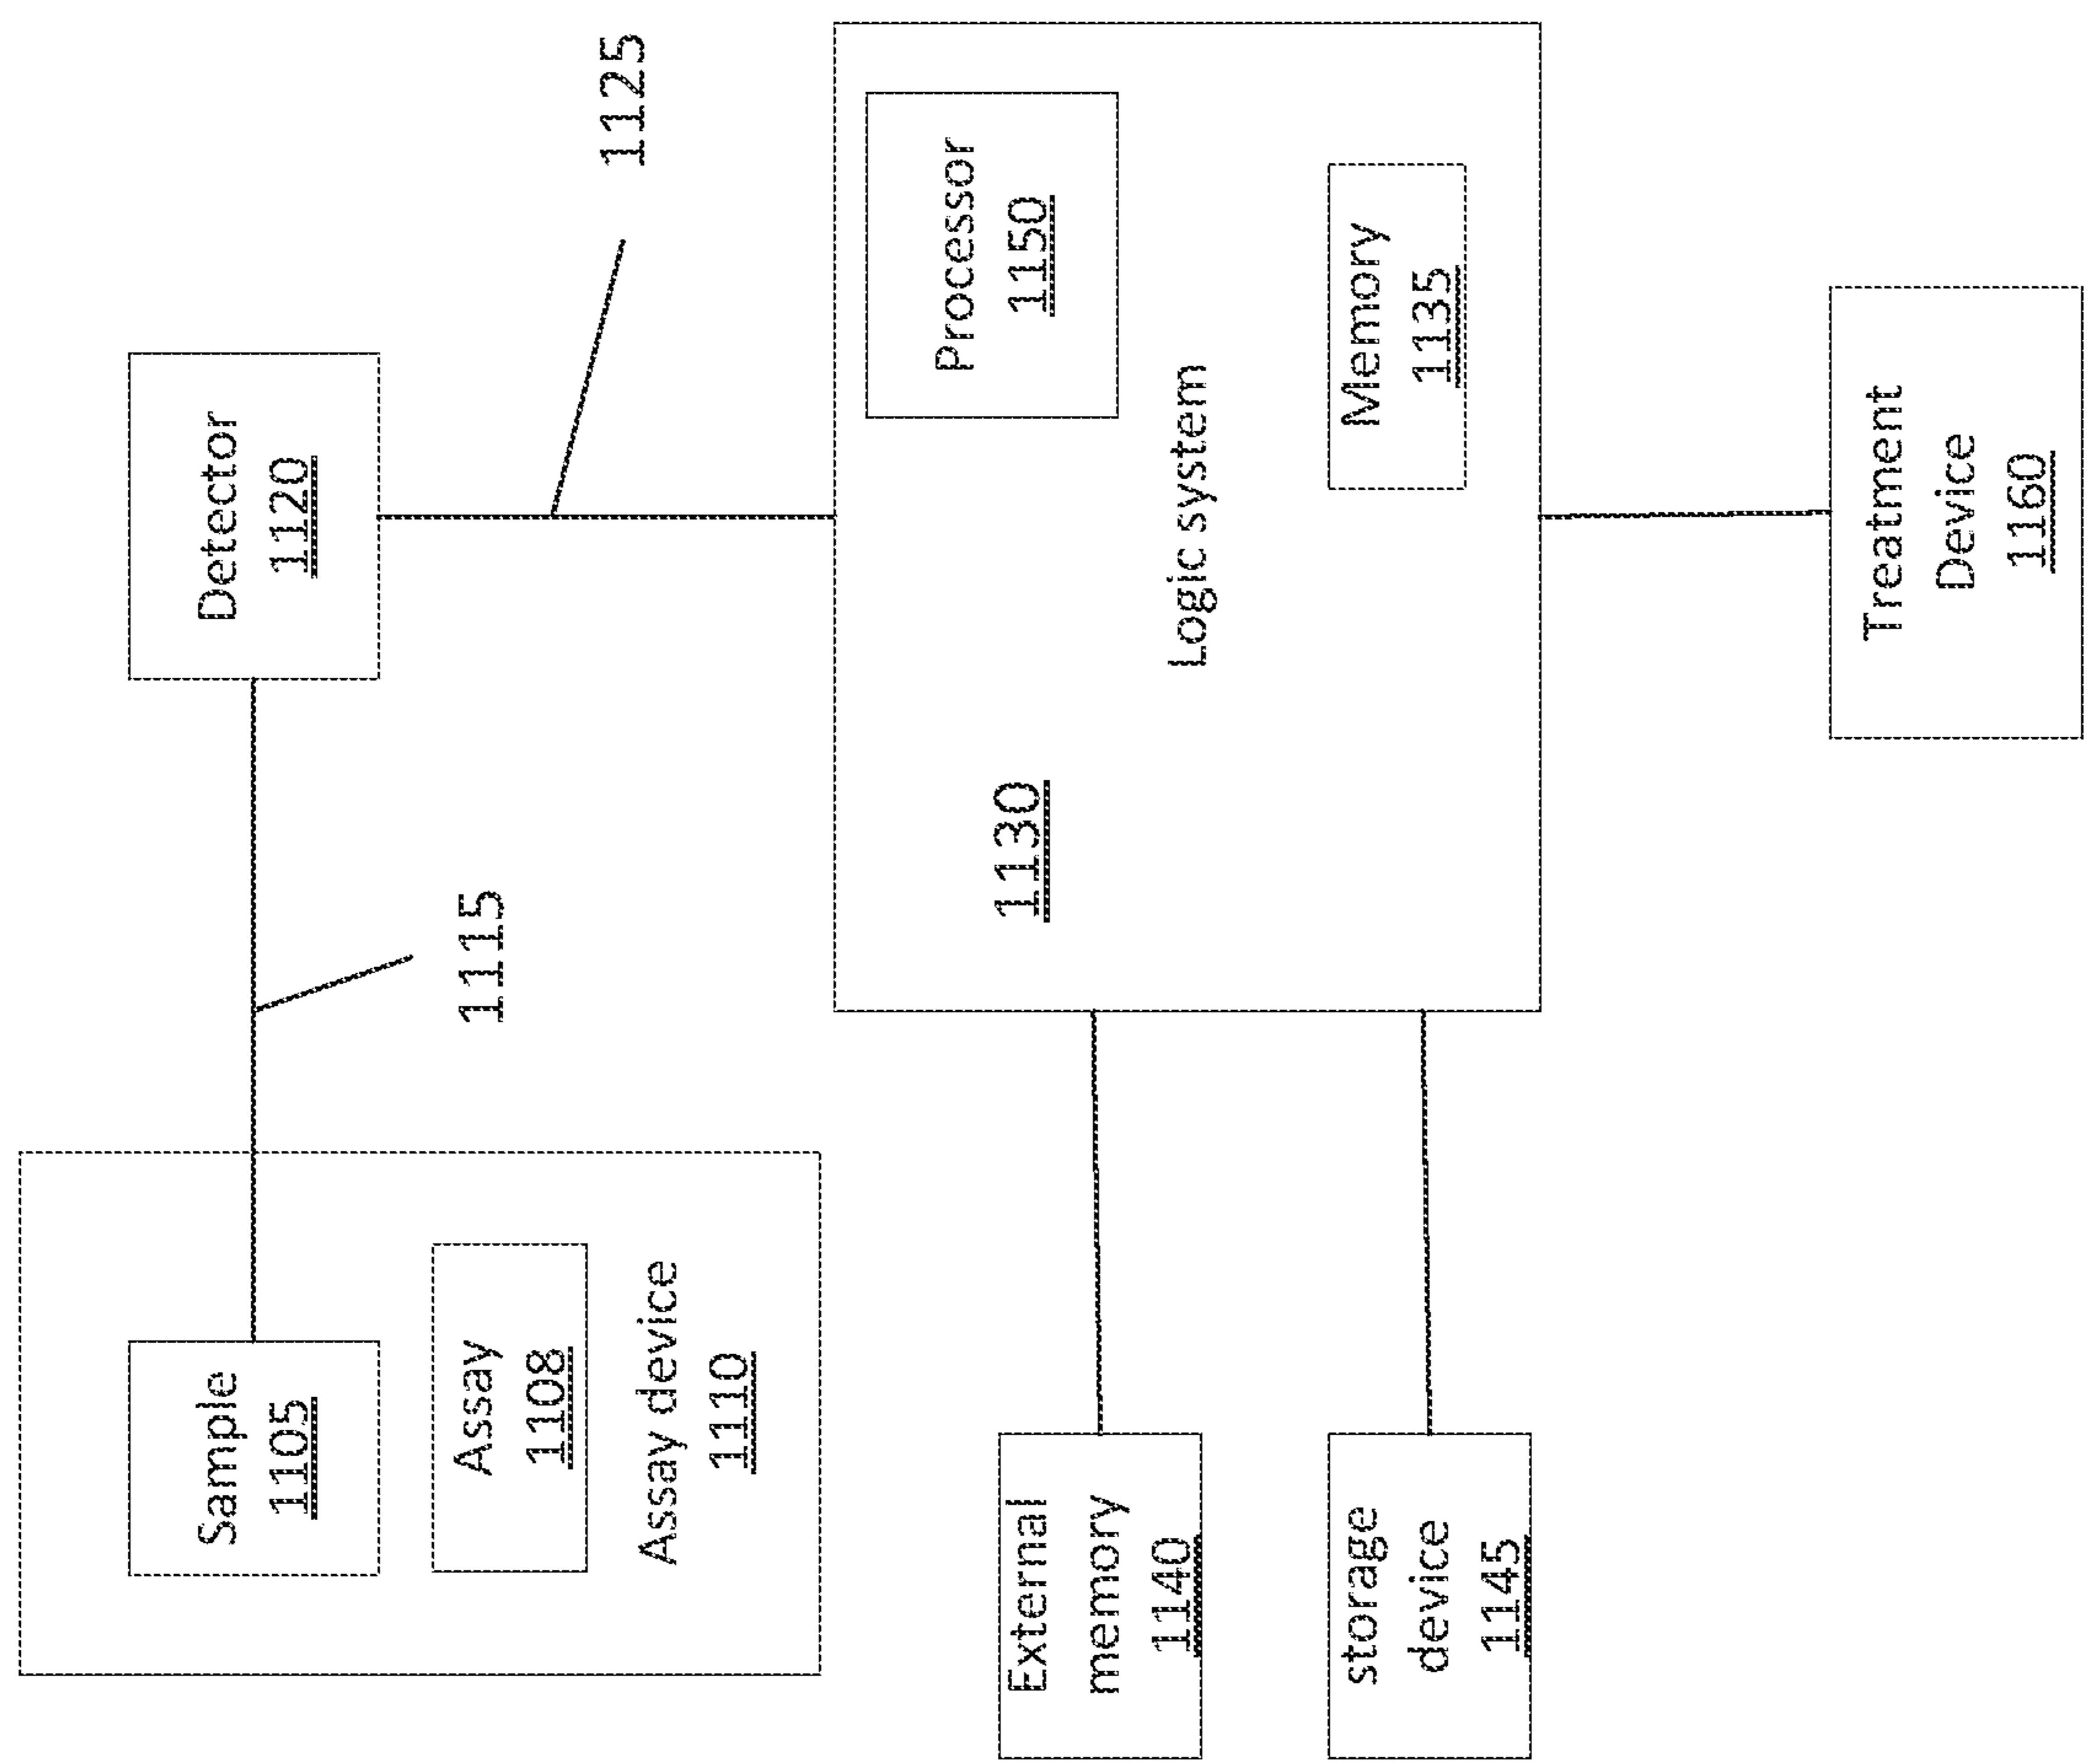 Sample
1105
Assay
1108
Assay device
1110
1115
Detector
1120
1125
1130
Logic system
Processor
1150
Memory
1135
External
memory
1140
storage
device
1145
Treatment
Device
1160